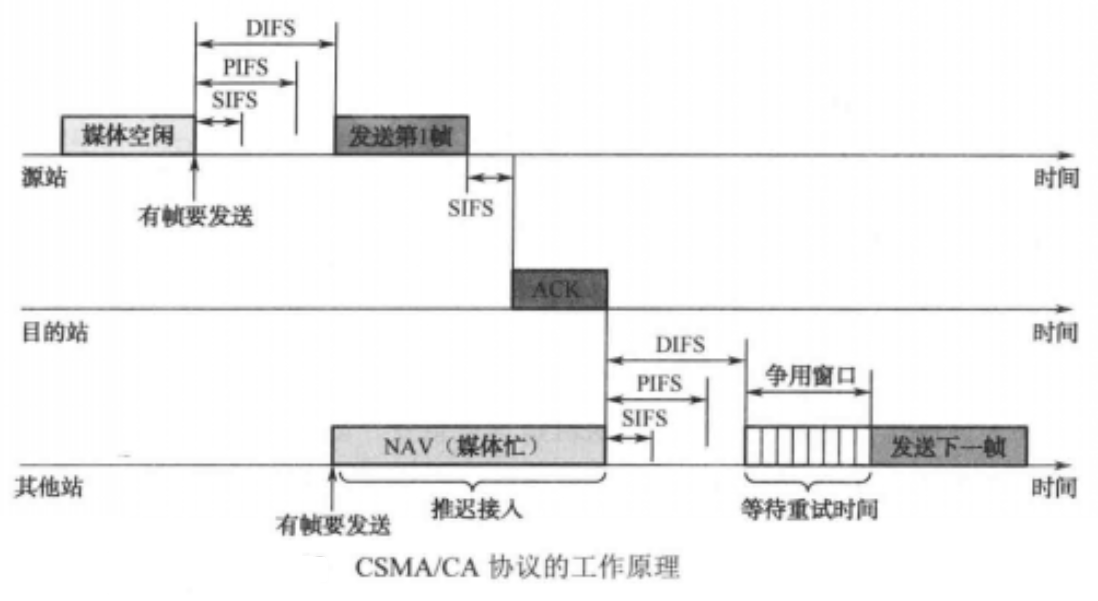 DIFS
PIFS
SIFS
媒体空闲
发送第1帧
源站
时间
有帧要发送
SIFS
ACK
目的站
时间
DIFS
PIFS
SIFS
争用窗口
NAV（媒体忙）
发送下一帧
其他站
时间
推迟接入
等待重试时间
有帧要发送
CSMA/CA 协议的工作原理